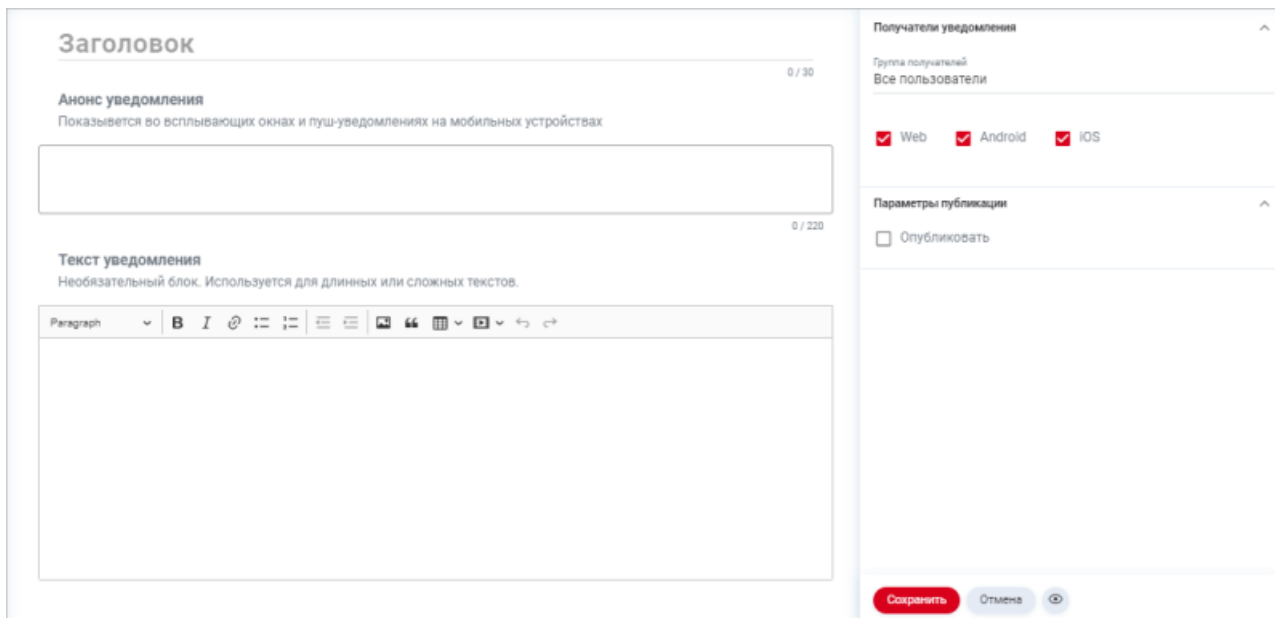 Заголовок
0 / 30
Анонс уведомления
Показывется во всплывающих окнах и пуш-уведомлениях на мобильных устройствах
0 / 220
Текст уведомления
Необязательный блок. Используется для длинных или сложных текстов.
Paragraph B I
Получатели уведомления
Группа получателей
Все пользователи
Web Android iOS
Параметры публикации
Опубликовать
Сохранить Отмена